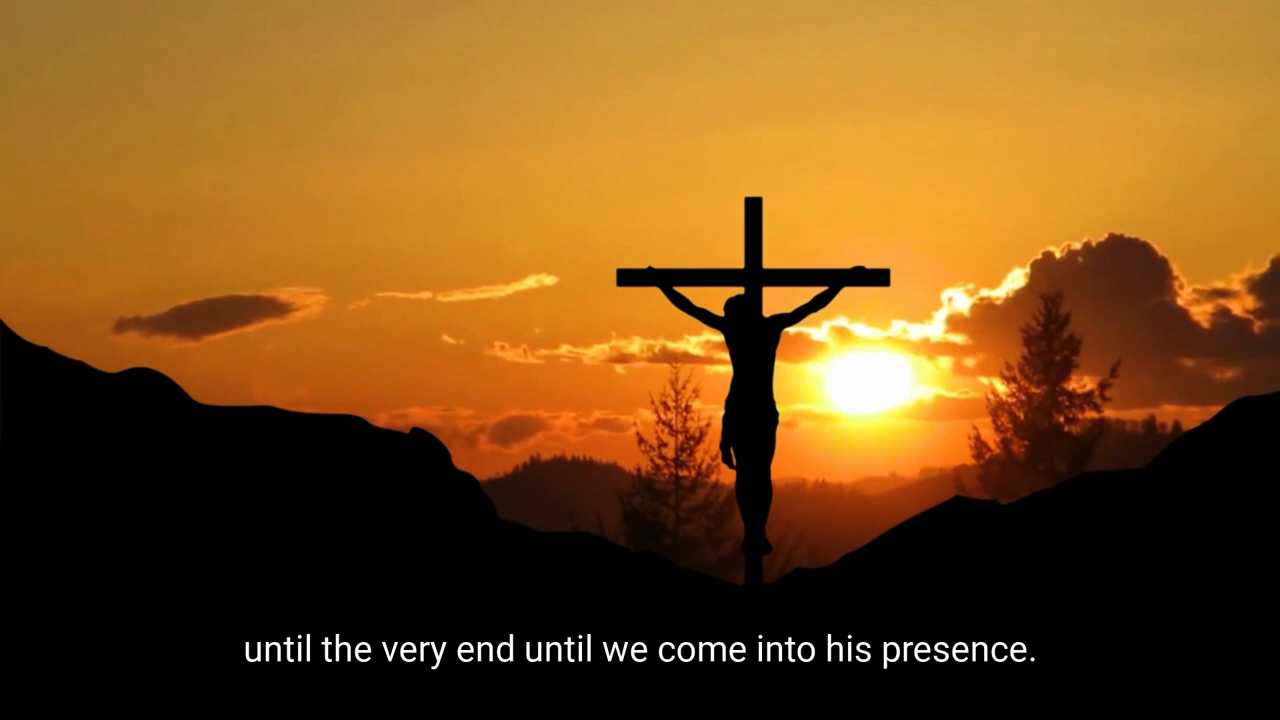 until the very end until we come into his presence.